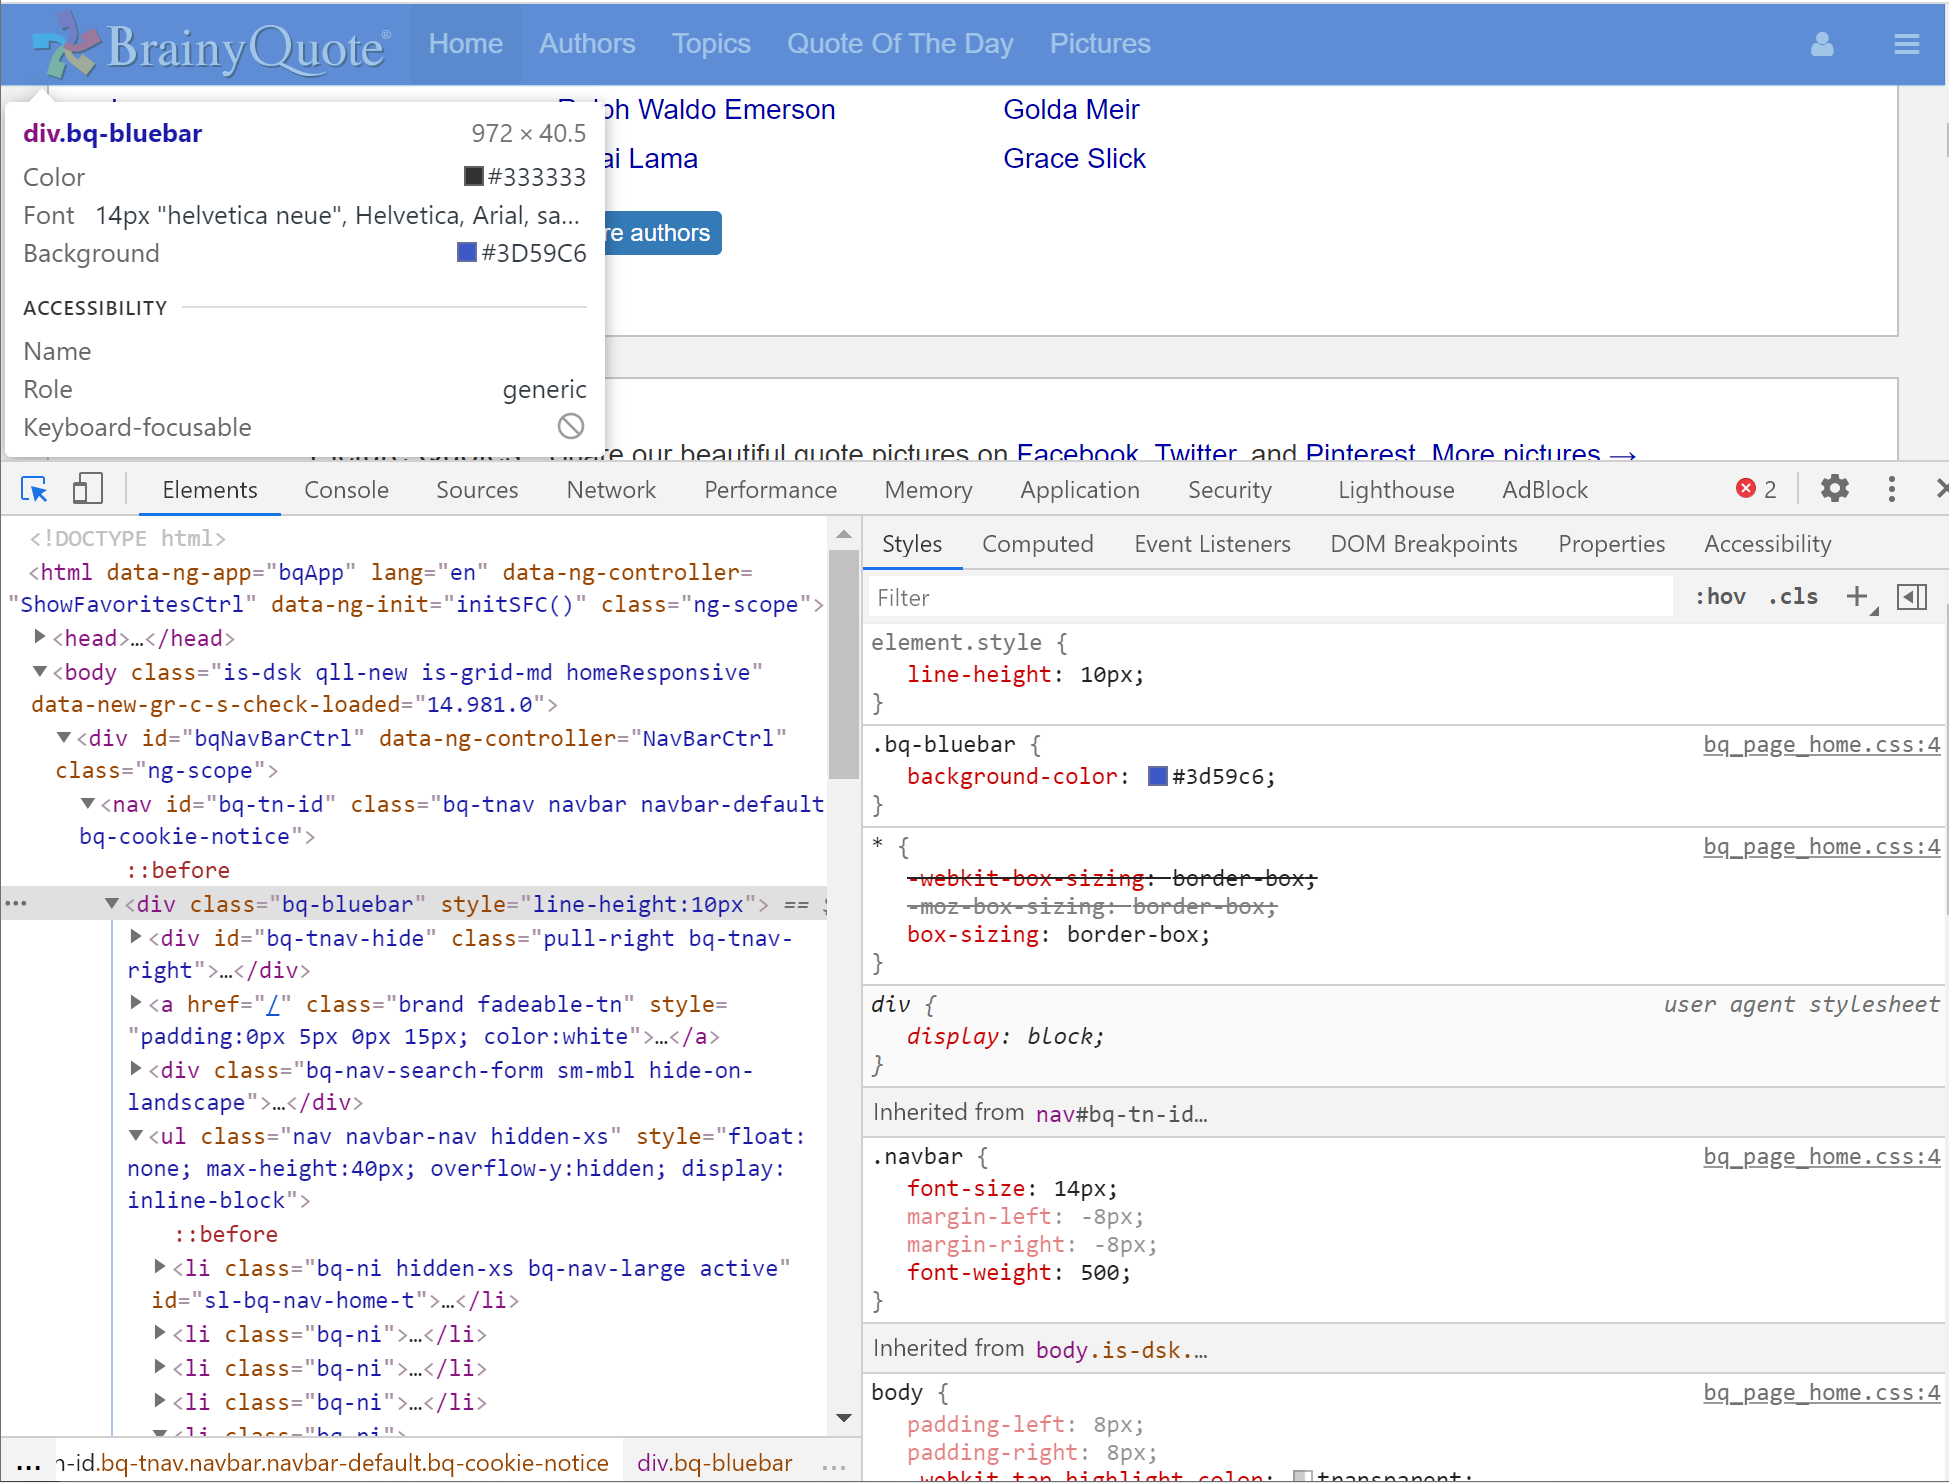 BrainyQuote®
Home Authors Topics Quote Of The Day Pictures
Ralph Waldo Emerson Golda Meir
ai Lama Grace Slick
re authors
div.bq-bluebar 972 × 40.5
Color #333333
Font 14px "helvetica neue", Helvetica, Arial, sa...
Background #3D59C6
ACCESSIBILITY
Name
Role generic
Keyboard-focusable
our beautiful quote pictures on Facebook, Twitter, and Pinterest. More pictures →
Elements Console Sources Network Performance Memory Application Security Lighthouse AdBlock 2
<!DOCTYPE html>
<html data-ng-app="bqApp" lang="en" data-ng-controller=
"ShowFavoritesCtrl" data-ng-init="initSFC()" class="ng-scope">
<head>…</head>
<body class="is-dsk qll-new is-grid-md homeResponsive"
data-new-gr-c-s-check-loaded="14.981.0">
<div id="bqNavBarCtrl" data-ng-controller="NavBarCtrl"
class="ng-scope">
<nav id="bq-tn-id" class="bq-tnav navbar navbar-default
bq-cookie-notice">
::before
<div class="bq-bluebar" style="line-height:10px"> ==
<div id="bq-tnav-hide" class="pull-right bq-tnav-
right">…</div>
<a href="/" class="brand fadeable-tn" style=
"padding:0px 5px 0px 15px; color:white">…</a>
<div class="bq-nav-search-form sm-mbl hide-on-
landscape">…</div>
<ul class="nav navbar-nav hidden-xs" style="float:
none; max-height:40px; overflow-y:hidden; display:
inline-block">
::before
<li class="bq-ni hidden-xs bq-nav-large active"
id="sl-bq-nav-home-t">…</li>
<li class="bq-ni">…</li>
<li class="bq-ni">…</li>
<li class="bq-ni">…</li>
<li class="bq-ni">
... n-id.bq-tnav.navbar.navbar-default.bq-cookie-notice div.bq-bluebar ...
Styles Computed Event Listeners DOM Breakpoints Properties Accessibility
Filter :hov .cls +
element.style {
line-height: 10px;
}
.bq-bluebar { bq_page_home.css:4
background-color: #3d59c6;
}
* { bq_page_home.css:4
-webkit-box-sizing: border-box;
-moz-box-sizing: border-box;
box-sizing: border-box;
}
div { user agent stylesheet
display: block;
}
Inherited from nav#bq-tn-id…
.navbar { bq_page_home.css:4
font-size: 14px;
margin-left: -8px;
margin-right: -8px;
font-weight: 500;
}
Inherited from body.is-dsk.…
body { bq_page_home.css:4
padding-left: 8px;
padding-right: 8px;
-webkit-tap-highlight-color: transparent;